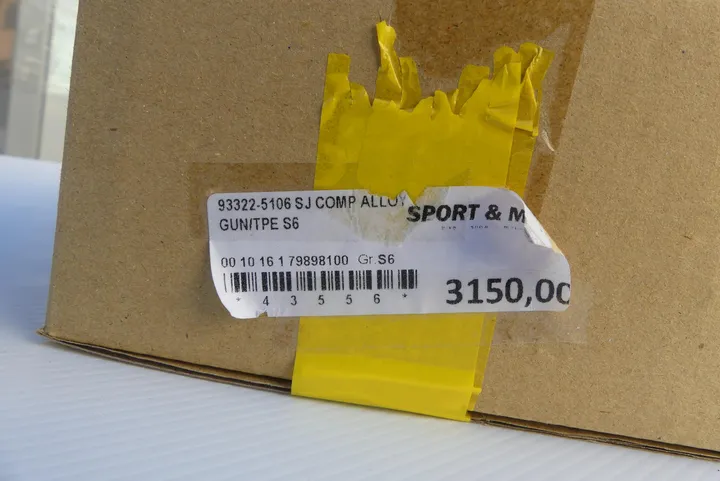 93322-5106 SJ COMP ALLOY
GUN/TPE S6
SPORT & M
00 10 16 1 79898100 Gr. S6
* 4 3 5 5 6 *
3150,00